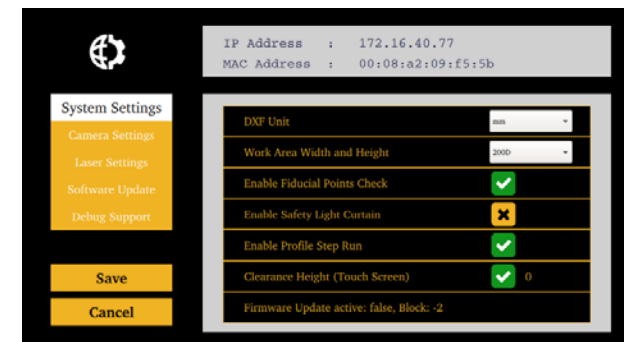 IP Address : 172.16.40.77
MAC Address : 00:08:a2:09:f5:5b
System Settings
Camera Settings
Laser Settings
Software Update
Debug Support
Save
Cancel
DXF Unit mm
Work Area Width and Height 200D
Enable Fiducial Points Check
Enable Safety Light Curtain
Enable Profile Step Run
Clearance Height (Touch Screen) 0
Firmware Update active: false, Block: -2